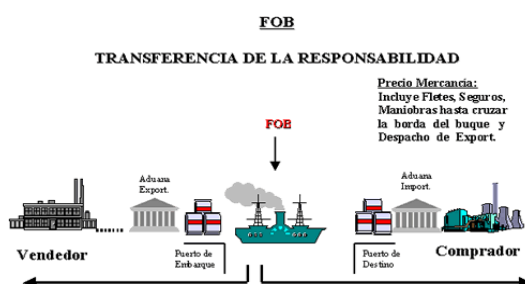 FOB
TRANSFERENCIA DE LA RESPONSABILIDAD
Precio Mercancia:
Incluye Fletes, Seguros,
Maniobras hasta cruzar
la borda del buque y
Despacho de Export.
FOB
Aduana
Export.
Aduana
Import.
Vendedor
Puerto de
Embarque
Puerto de
Destino
Comprador